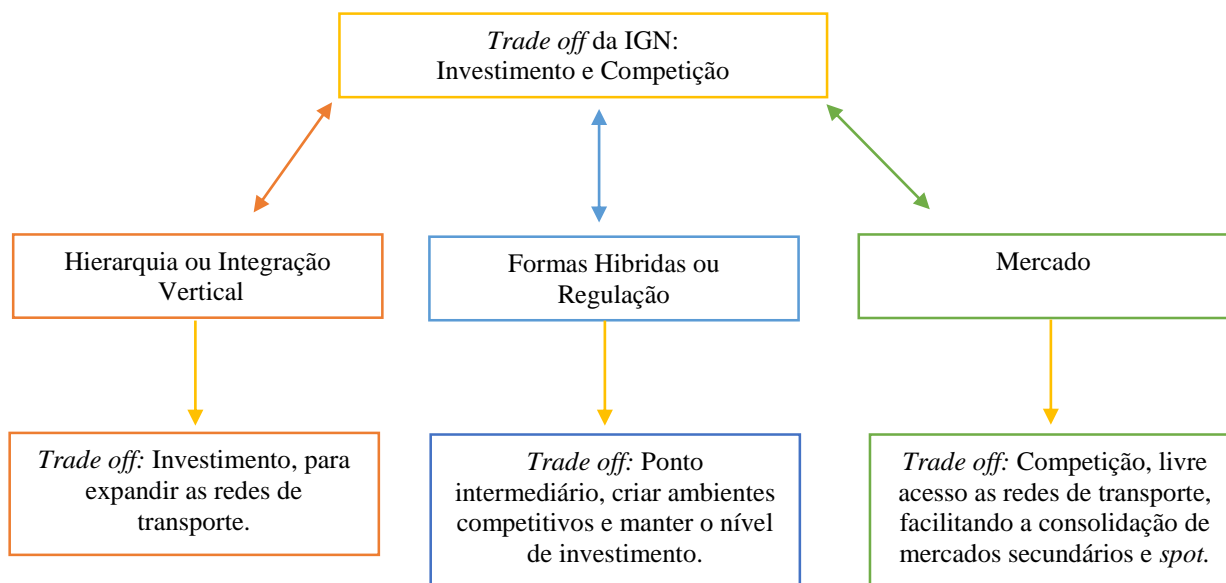 Trade off da IGN:
Investimento e Competição
Hierarquia ou Integração
Vertical
Formas Hibridas ou
Regulação
Mercado
Trade off: Investimento, para
expandir as redes de
transporte.
Trade off: Ponto
intermediário, criar ambientes
competitivos e manter o nível
de investimento.
Trade off: Competição, livre
acesso as redes de transporte,
facilitando a consolidação de
mercados secundários e spot.